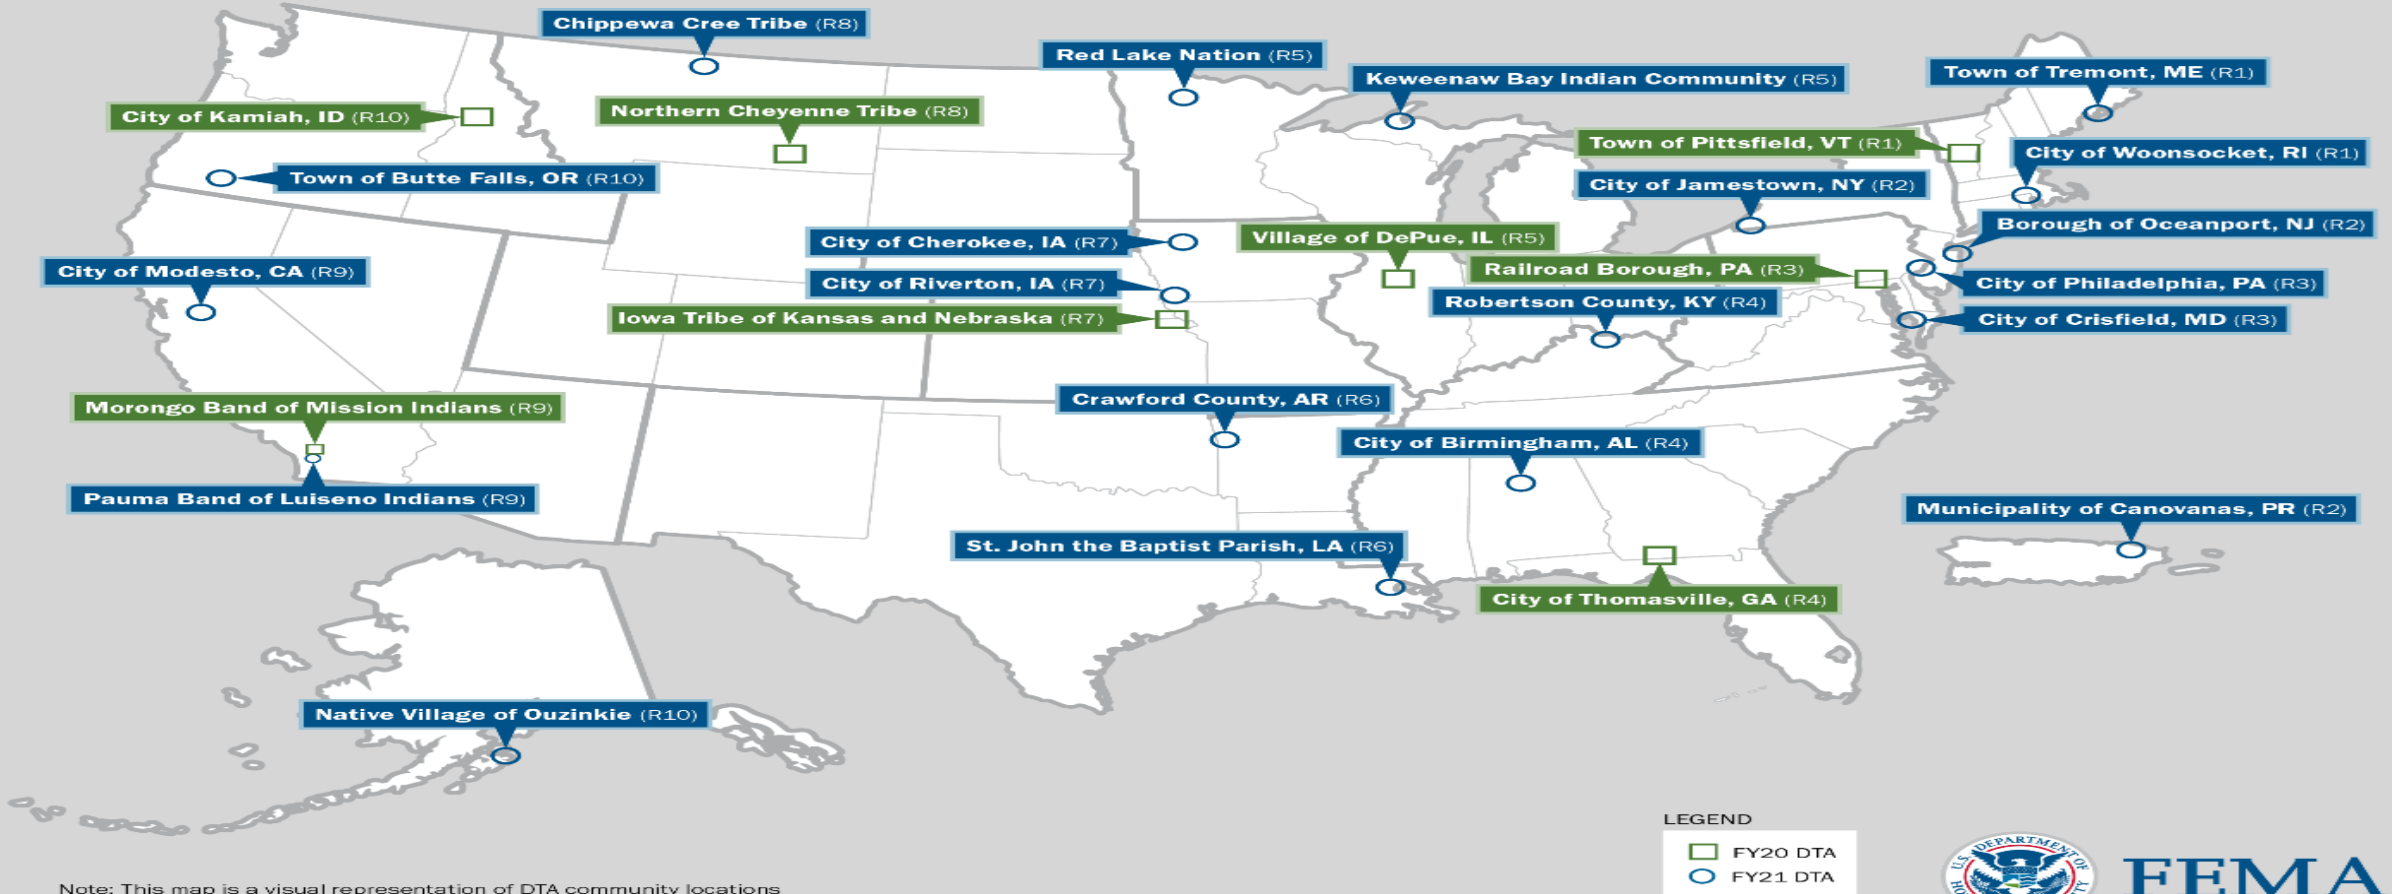 Chippewa Cree Tribe (R8)
Red Lake Nation (R5)
Keweenaw Bay Indian Community (R5)
Town of Tremont, ME (R1)
City of Kamiah, ID (R10)
Northern Cheyenne Tribe (R8)
Town of Pittsfield, VT (R1)
City of Woonsocket, RI (R1)
Town of Butte Falls, OR (R10)
City of Jamestown, NY (R2)
Borough of Oceanport, NJ (R2)
City of Cherokee, IA (R7)
Village of DePue, IL (R5)
City of Modesto, CA (R9)
Railroad Borough, PA (R3)
City of Riverton, IA (R7)
City of Philadelphia, PA (R3)
Robertson County, KY (R4)
Iowa Tribe of Kansas and Nebraska (R7)
City of Crisfield, MD (R3)
Crawford County, AR (R6)
Morongo Band of Mission Indians (R9)
City of Birmingham, AL (R4)
Pauma Band of Luiseno Indians (R9)
Municipality of Canovanas, PR (R2)
St. John the Baptist Parish, LA (R6)
City of Thomasville, GA (R4)
Native Village of Ouzinkie (R10)
LEGEND
FY20 DTA
FY21 DTA
U.S. DEPARTMENT OF
FEMA
Note: This map is a visual representation of DTA community locations